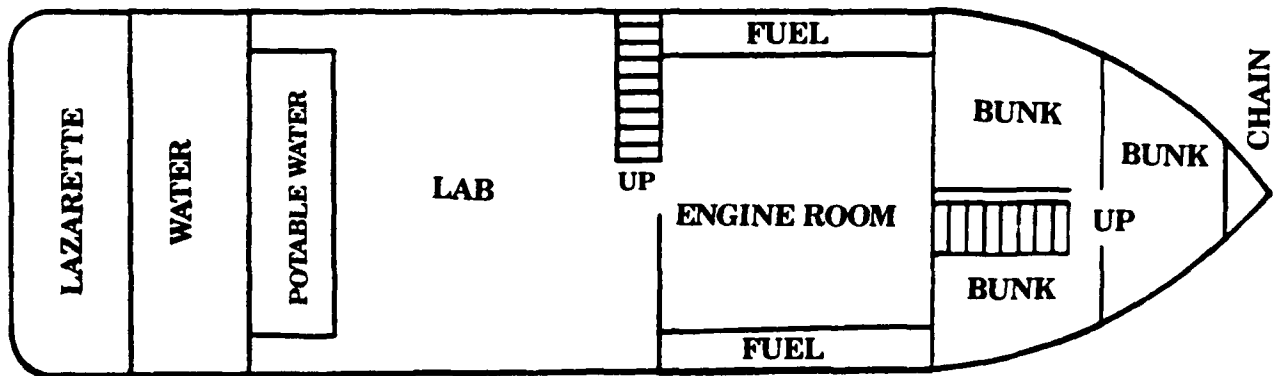 LAZARETTE
WATER
POTABLE WATER
LAB
UP
FUEL
ENGINE ROOM
FUEL
BUNK
BUNK
UP
BUNK
CHAIN